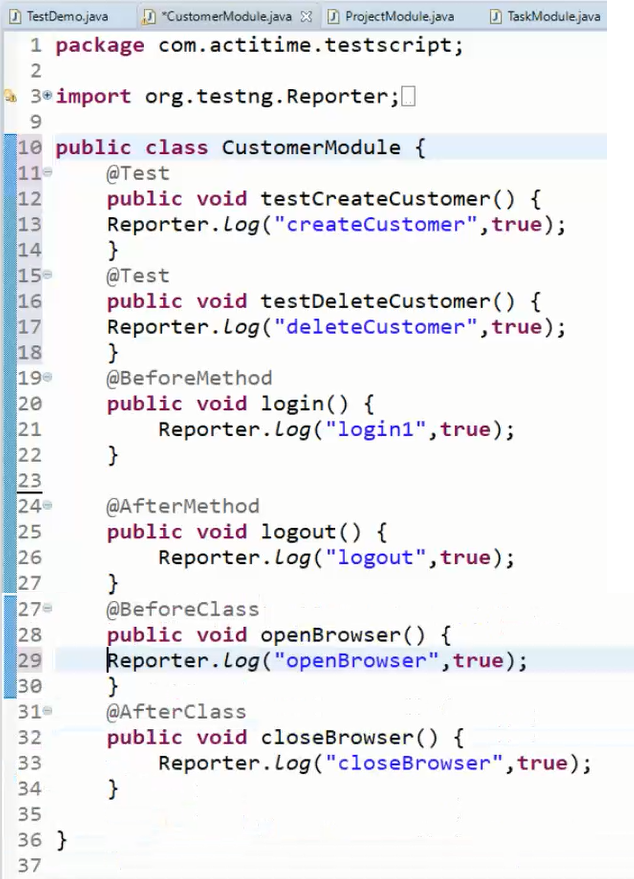 TestDemo.java *CustomerModule.java ProjectModule.java TaskModule.java
1 package com.actitime.testscript;
2
3 import org.testng.Reporter;
9
10 public class CustomerModule {
11 @Test
12 public void testCreateCustomer() {
13 Reporter.log("createCustomer",true);
14 }
15 @Test
16 public void testDeleteCustomer() {
17 Reporter.log("deleteCustomer",true);
18 }
19 @BeforeMethod
20 public void login() {
21 Reporter.log("login1",true);
22 }
23
24 @AfterMethod
25 public void logout() {
26 Reporter.log("logout",true);
27 }
27 @BeforeClass
28 public void openBrowser() {
29 Reporter.log("openBrowser",true);
30 }
31 @AfterClass
32 public void closeBrowser() {
33 Reporter.log("closeBrowser",true);
34 }
35
36 }
37